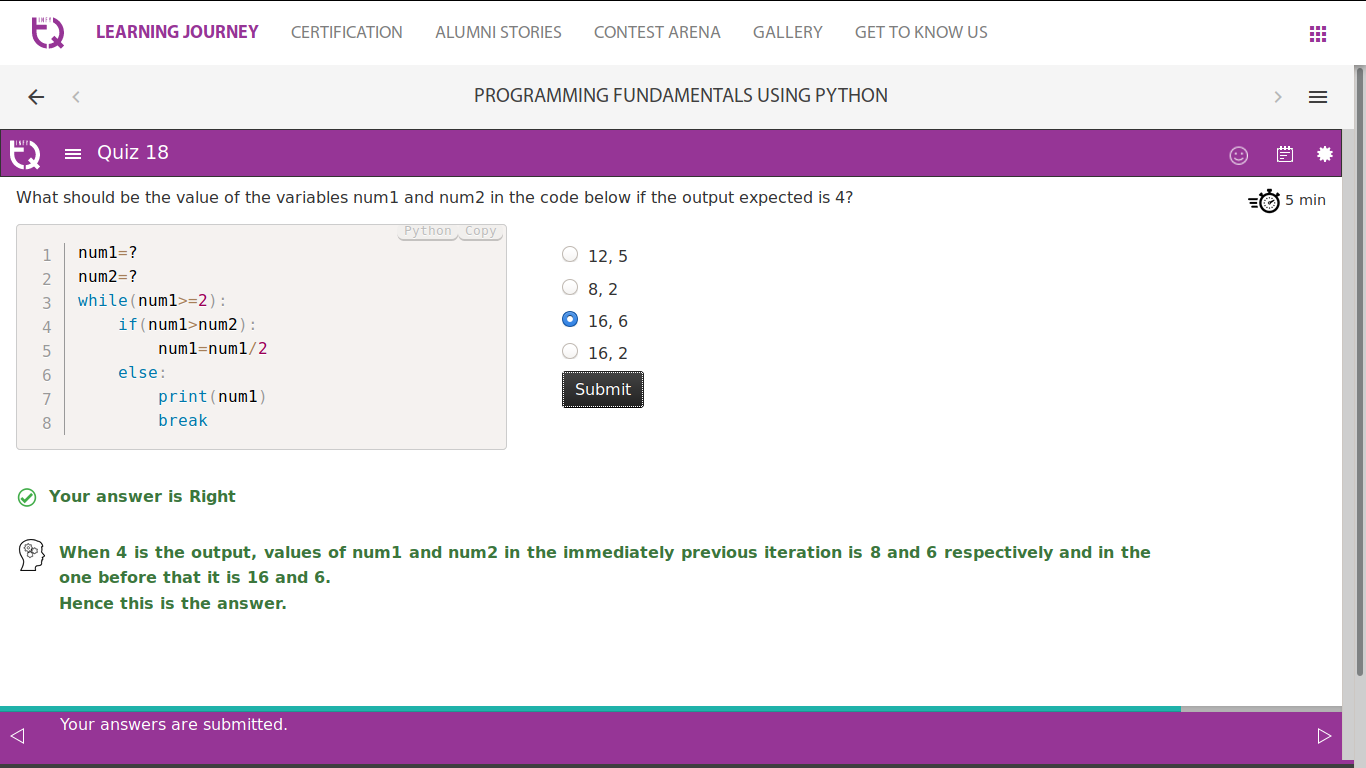 INFY
TQ
LEARNING JOURNEY CERTIFICATION ALUMNI STORIES CONTEST ARENA GALLERY GET TO KNOW US
PROGRAMMING FUNDAMENTALS USING PYTHON
INFY
TQ
Quiz 18
What should be the value of the variables num1 and num2 in the code below if the output expected is 4?
5 min
Python Copy
1 num1=?
2 num2=?
3 while(num1>=2):
4     if(num1>num2):
5         num1=num1/2
6     else:
7         print(num1)
8         break
12, 5
8, 2
16, 6
16, 2
Submit
Your answer is Right
When 4 is the output, values of num1 and num2 in the immediately previous iteration is 8 and 6 respectively and in the
one before that it is 16 and 6.
Hence this is the answer.
Your answers are submitted.